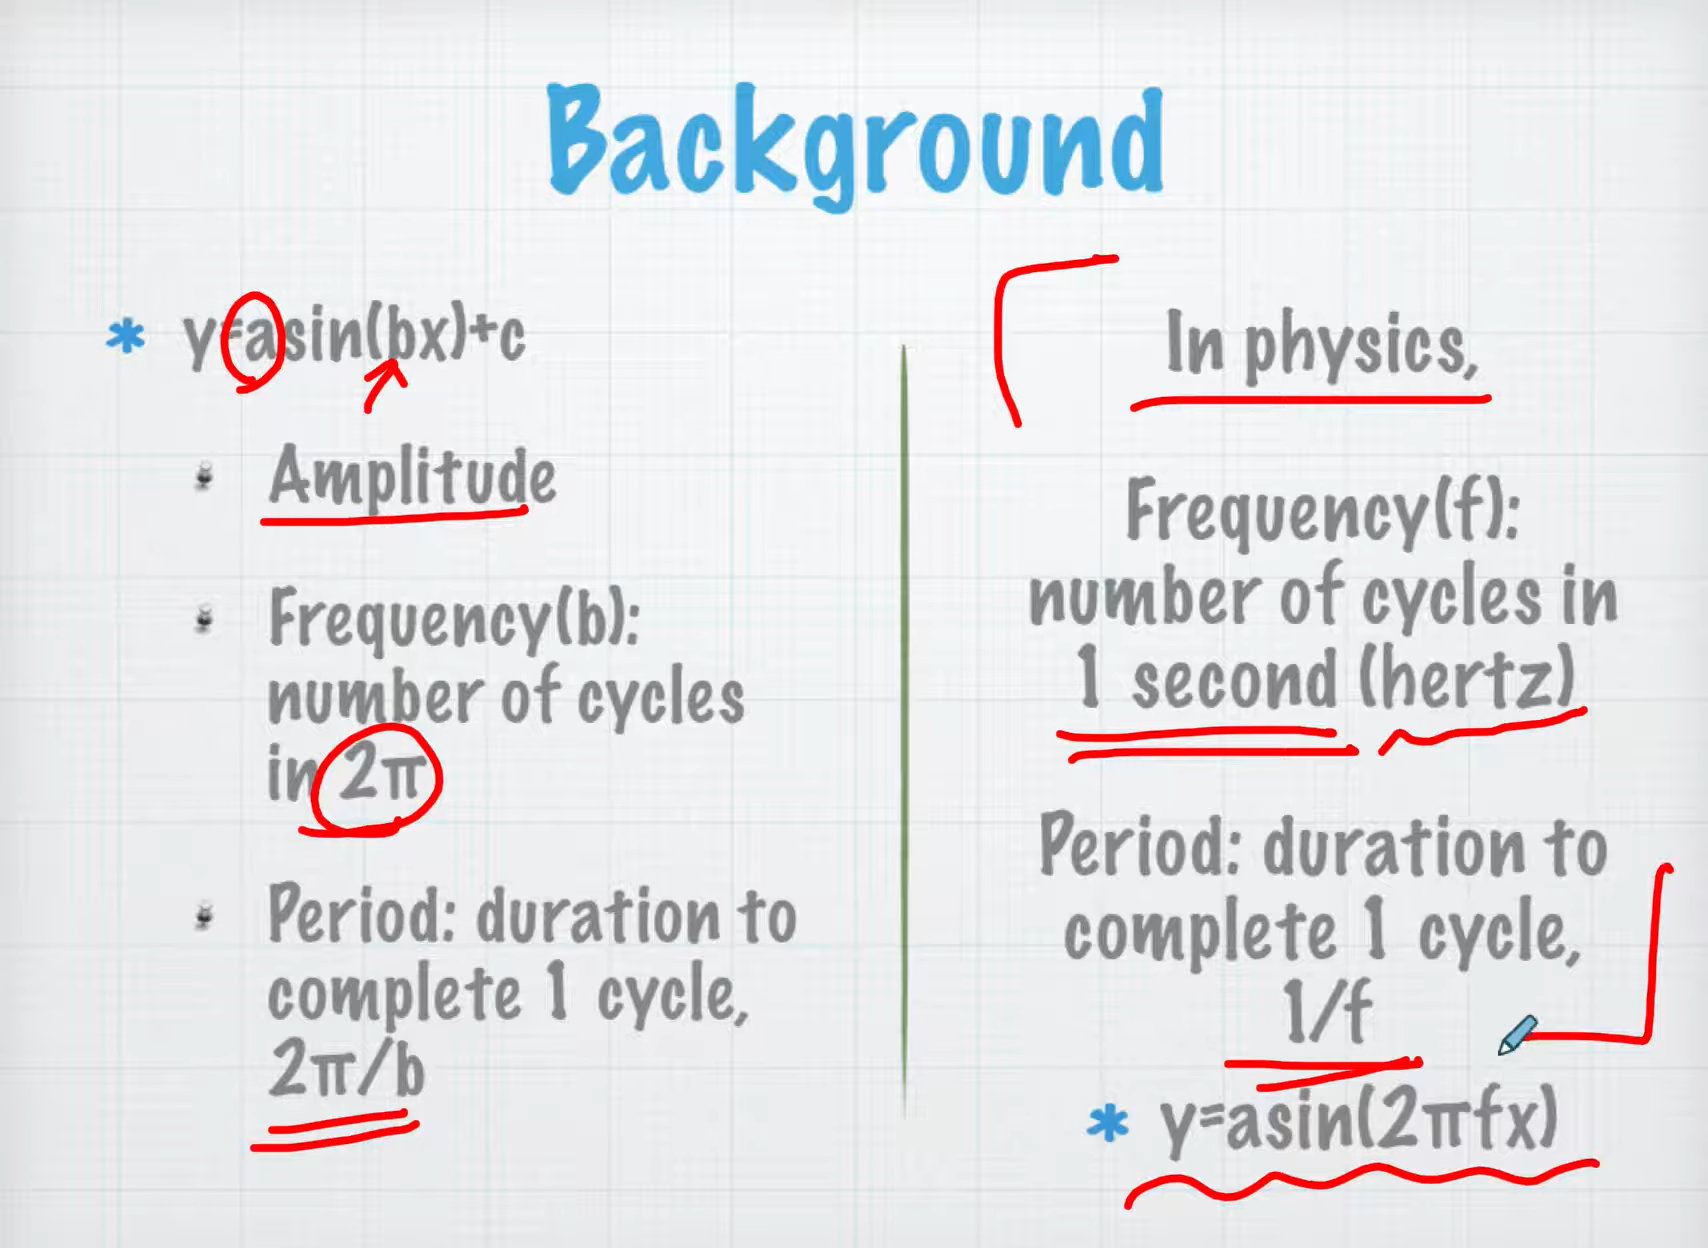 Background
* y=asin(bx)+c
Amplitude
Frequency(b):
number of cycles
in 2π
Period: duration to
complete 1 cycle,
2π/b
In physics,
Frequency(f):
number of cycles in
1 second (hertz)
Period: duration to
complete 1 cycle,
1/f
* y=asin(2πfx)